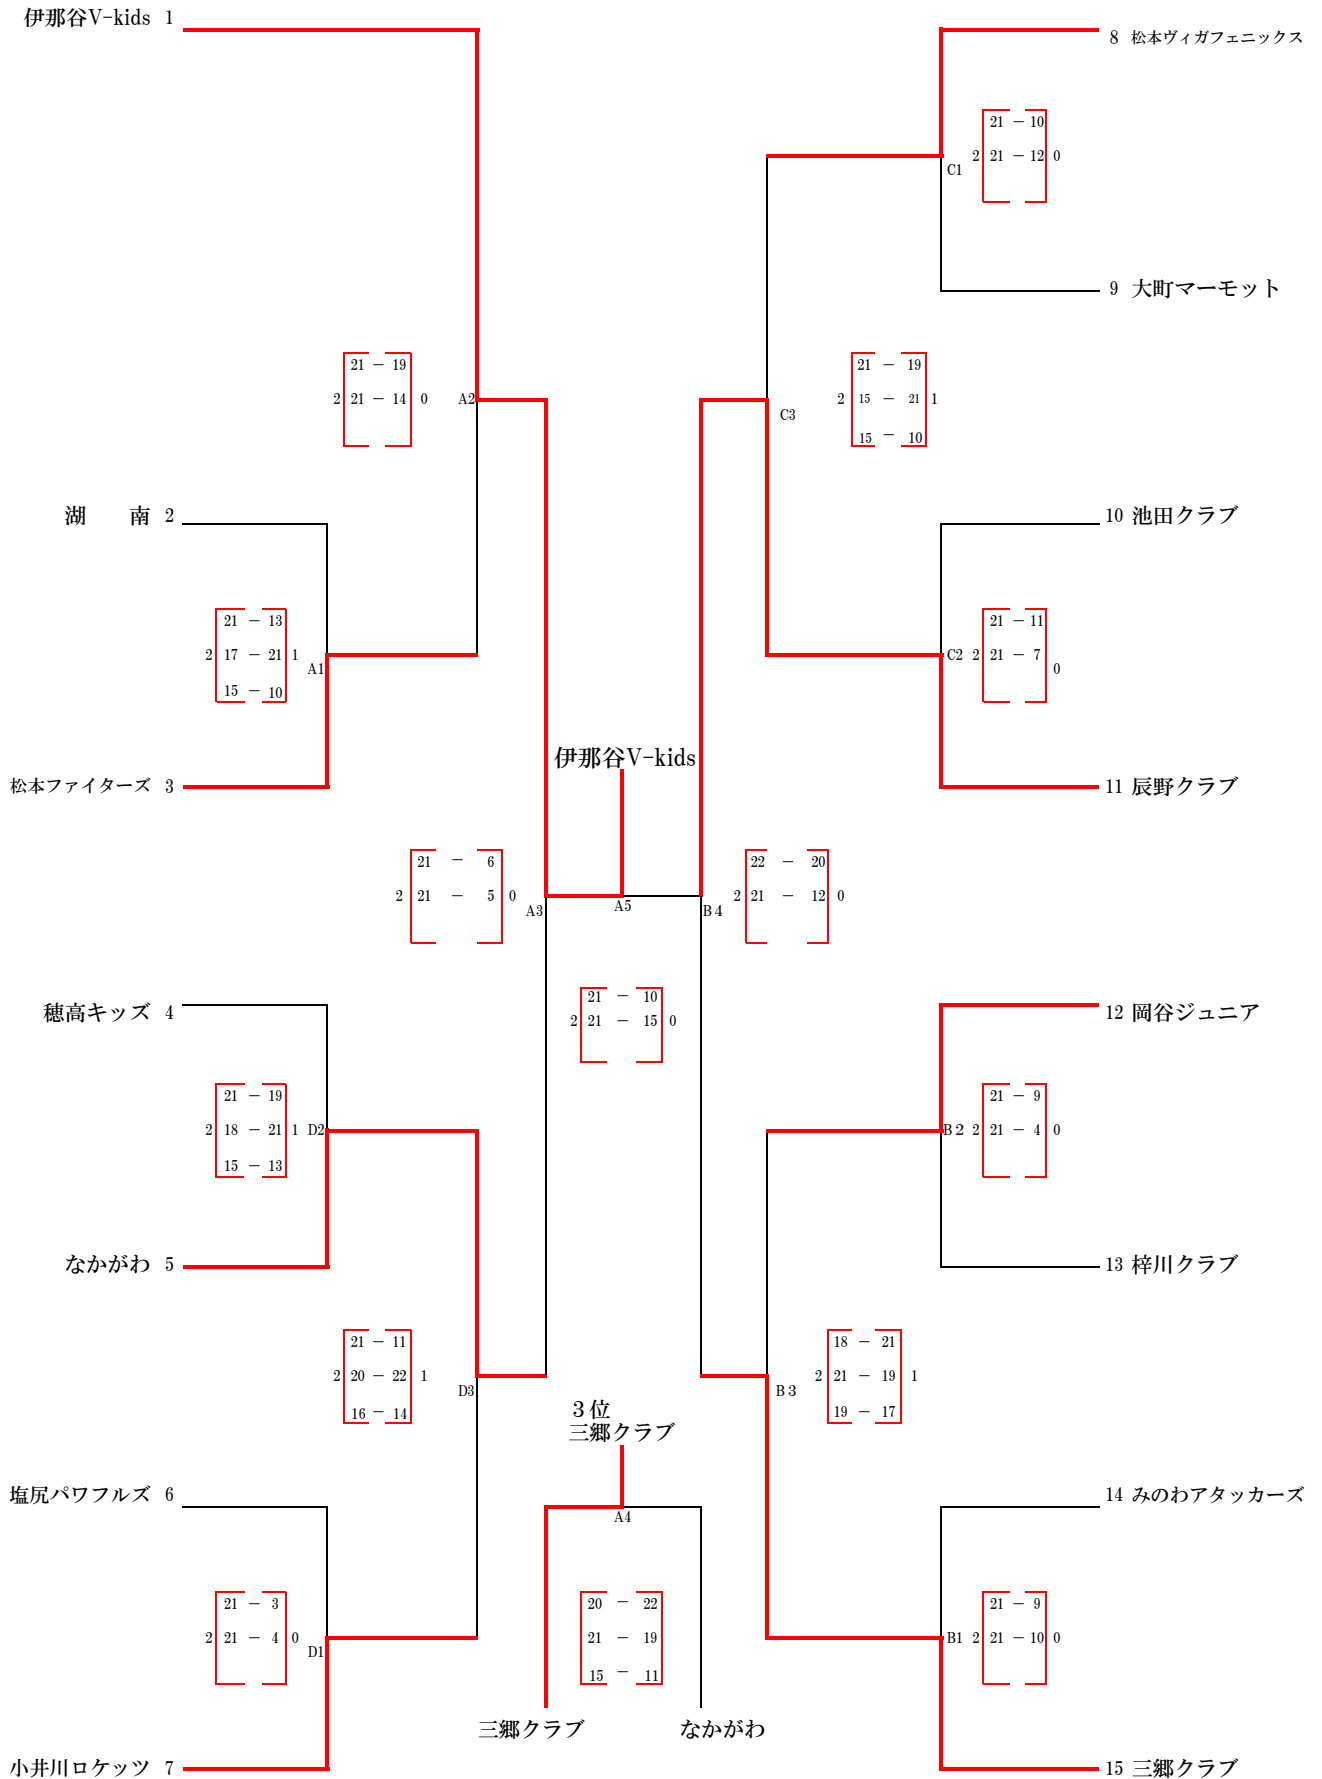 伊那谷V-kids 1
8 松本ヴィガフェニックス
21 - 10
2 21 - 12 0
C1
9 大町マーモット
21 - 19
2 21 - 14 0
A2
21 - 19
2 15 - 21 1
15 - 10
C3
湖　　南 2
10 池田クラブ
21 - 13
2 17 - 21 1
15 - 10
A1
21 - 11
C2 2 21 - 7
0
松本ファイターズ 3
11 辰野クラブ
伊那谷V-kids
21 - 6
2 21 - 5 0
A3
A5
B４
22 - 20
2 21 - 12 0
21 - 10
2 21 - 15 0
穂高キッズ 4
12 岡谷ジュニア
21 - 19
2 18 - 21 1 D2
15 - 13
21 - 9
B２ 2 21 - 4 0
なかがわ 5
13 梓川クラブ
21 - 11
2 20 - 22 1
16 - 14
D3
18 - 21
2 21 - 19 1
19 - 17
B３
３位
三郷クラブ
塩尻パワフルズ 6
14 みのわアタッカーズ
A4
21 - 3
2 21 - 4 0
D1
20 - 22
21 - 19
15 - 11
21 - 9
B1 2 21 - 10 0
三郷クラブ
なかがわ
小井川ロケッツ 7
15 三郷クラブ